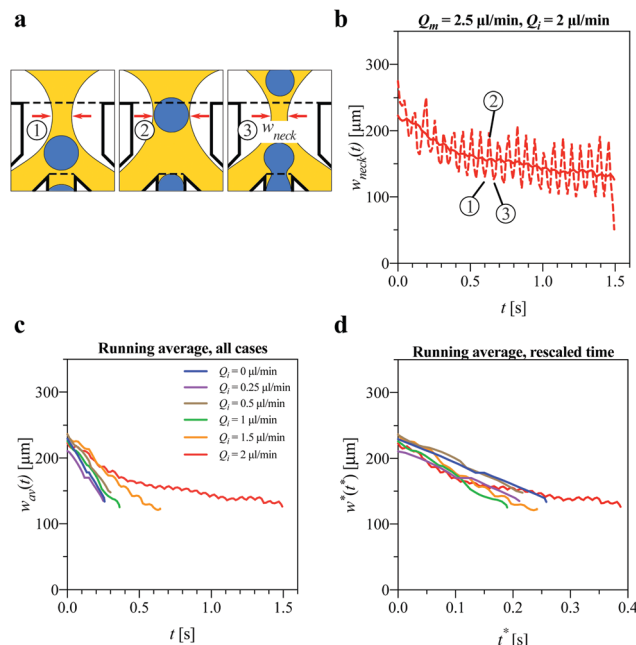 a
1
2
3
w_neck
b
Q_m = 2.5 µl/min, Q_i = 2 µl/min
300
200
100
0
w_neck(t) [µm]
2
1
3
0.0 0.5 1.0 1.5
t [s]
c
Running average, all cases
300
200
100
0
w_av(t) [µm]
Q_i = 0 µl/min
Q_i = 0.25 µl/min
Q_i = 0.5 µl/min
Q_i = 1 µl/min
Q_i = 1.5 µl/min
Q_i = 2 µl/min
0.0 0.5 1.0 1.5
t [s]
d
Running average, rescaled time
300
200
100
0
w*(t*) [µm]
0.0 0.1 0.2 0.3 0.4
t* [s]